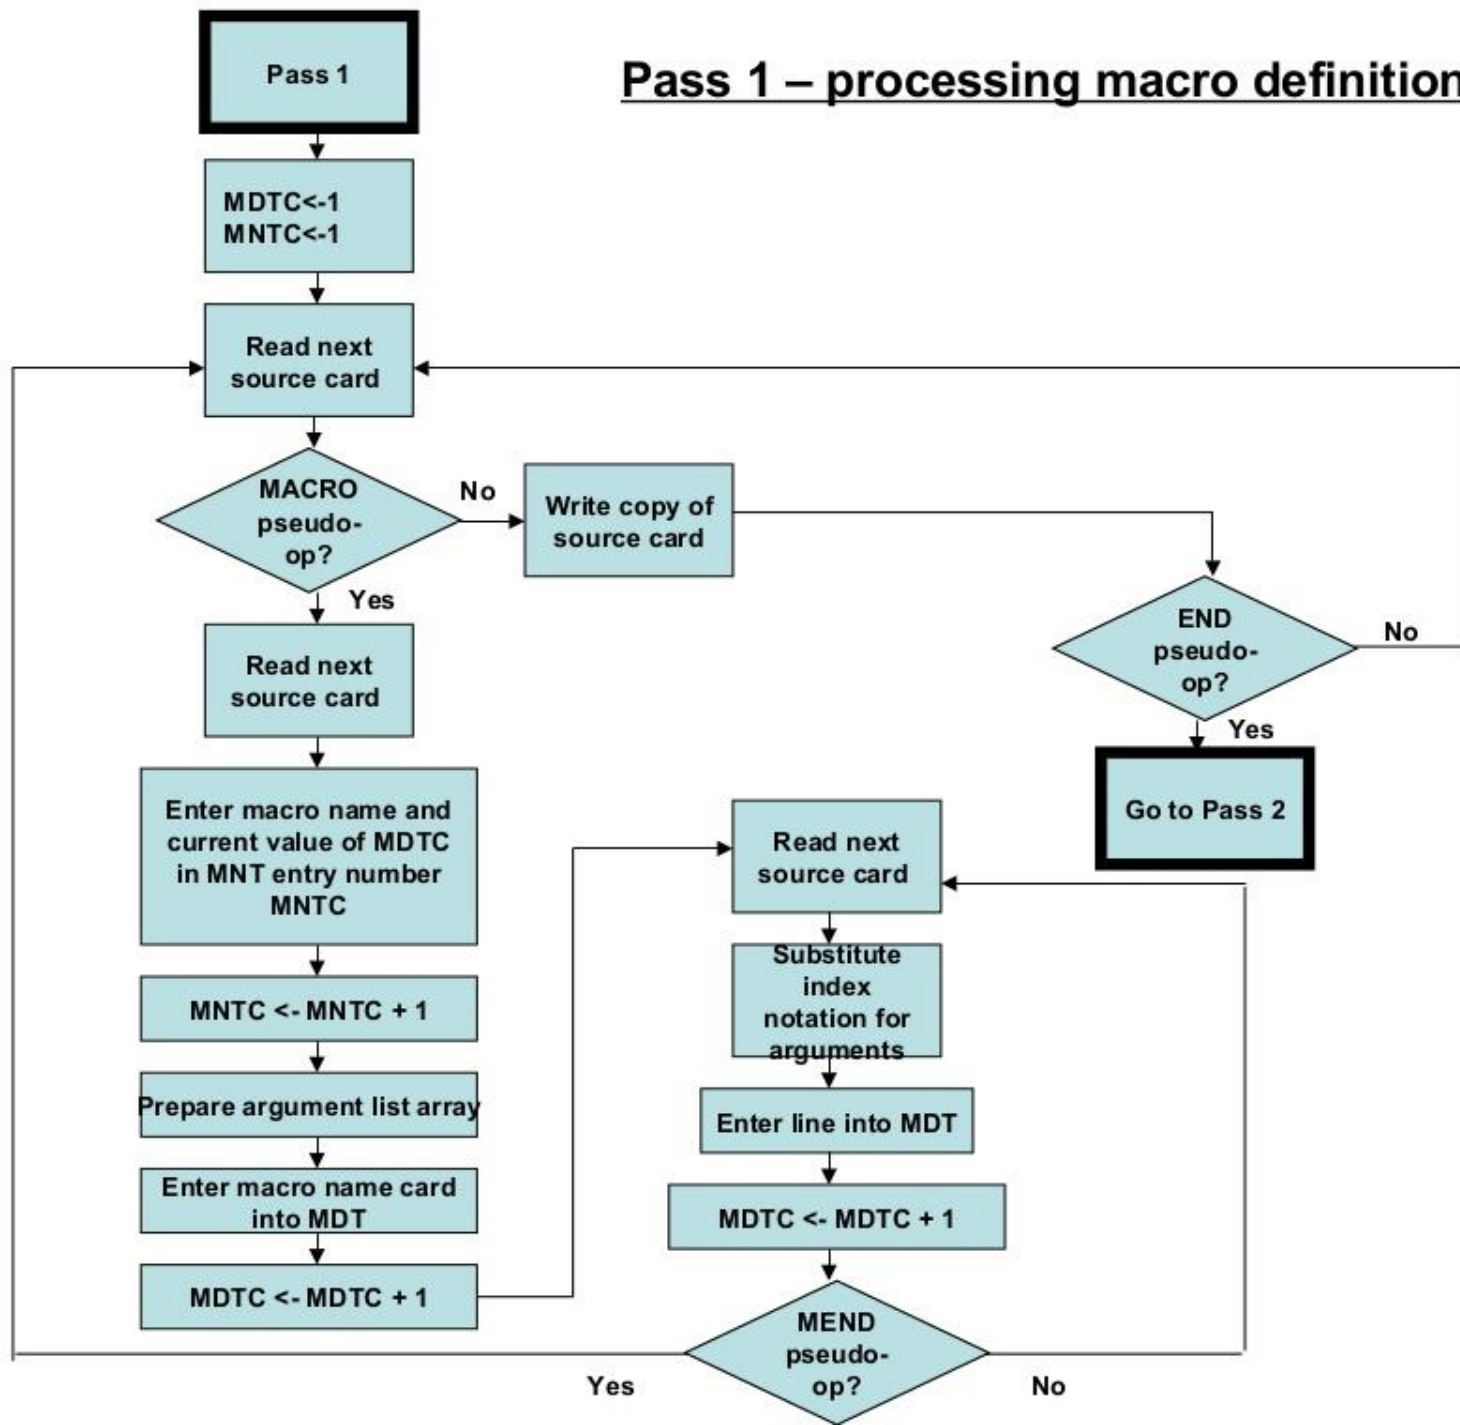 Pass 1
Pass 1 – processing macro definition
MDTC<-1
MNTC<-1
Read next
source card
MACRO
pseudo-
op?
No
Write copy of
source card
Yes
END
pseudo-
op?
No
Yes
Go to Pass 2
Read next
source card
Enter macro name and
current value of MDTC
in MNT entry number
MNTC
MNTC <- MNTC + 1
Prepare argument list array
Enter macro name card
into MDT
MDTC <- MDTC + 1
Read next
source card
Substitute
index
notation for
arguments
Enter line into MDT
MDTC <- MDTC + 1
MEND
pseudo-
op?
Yes
No